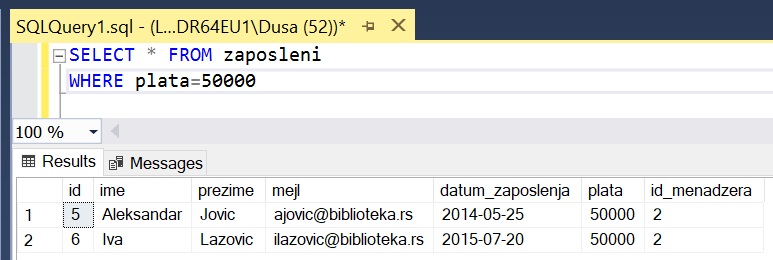 SQLQuery1.sql - (L...DR64EU1\Dusa (52))*
SELECT * FROM zaposleni
WHERE plata=50000
100 %
Results Messages
id ime prezime mejl datum_zaposlenja plata id_menadzera
1 5 Aleksandar Jovic ajovic@biblioteka.rs 2014-05-25 50000 2
2 6 Iva Lazovic ilazovic@biblioteka.rs 2015-07-20 50000 2